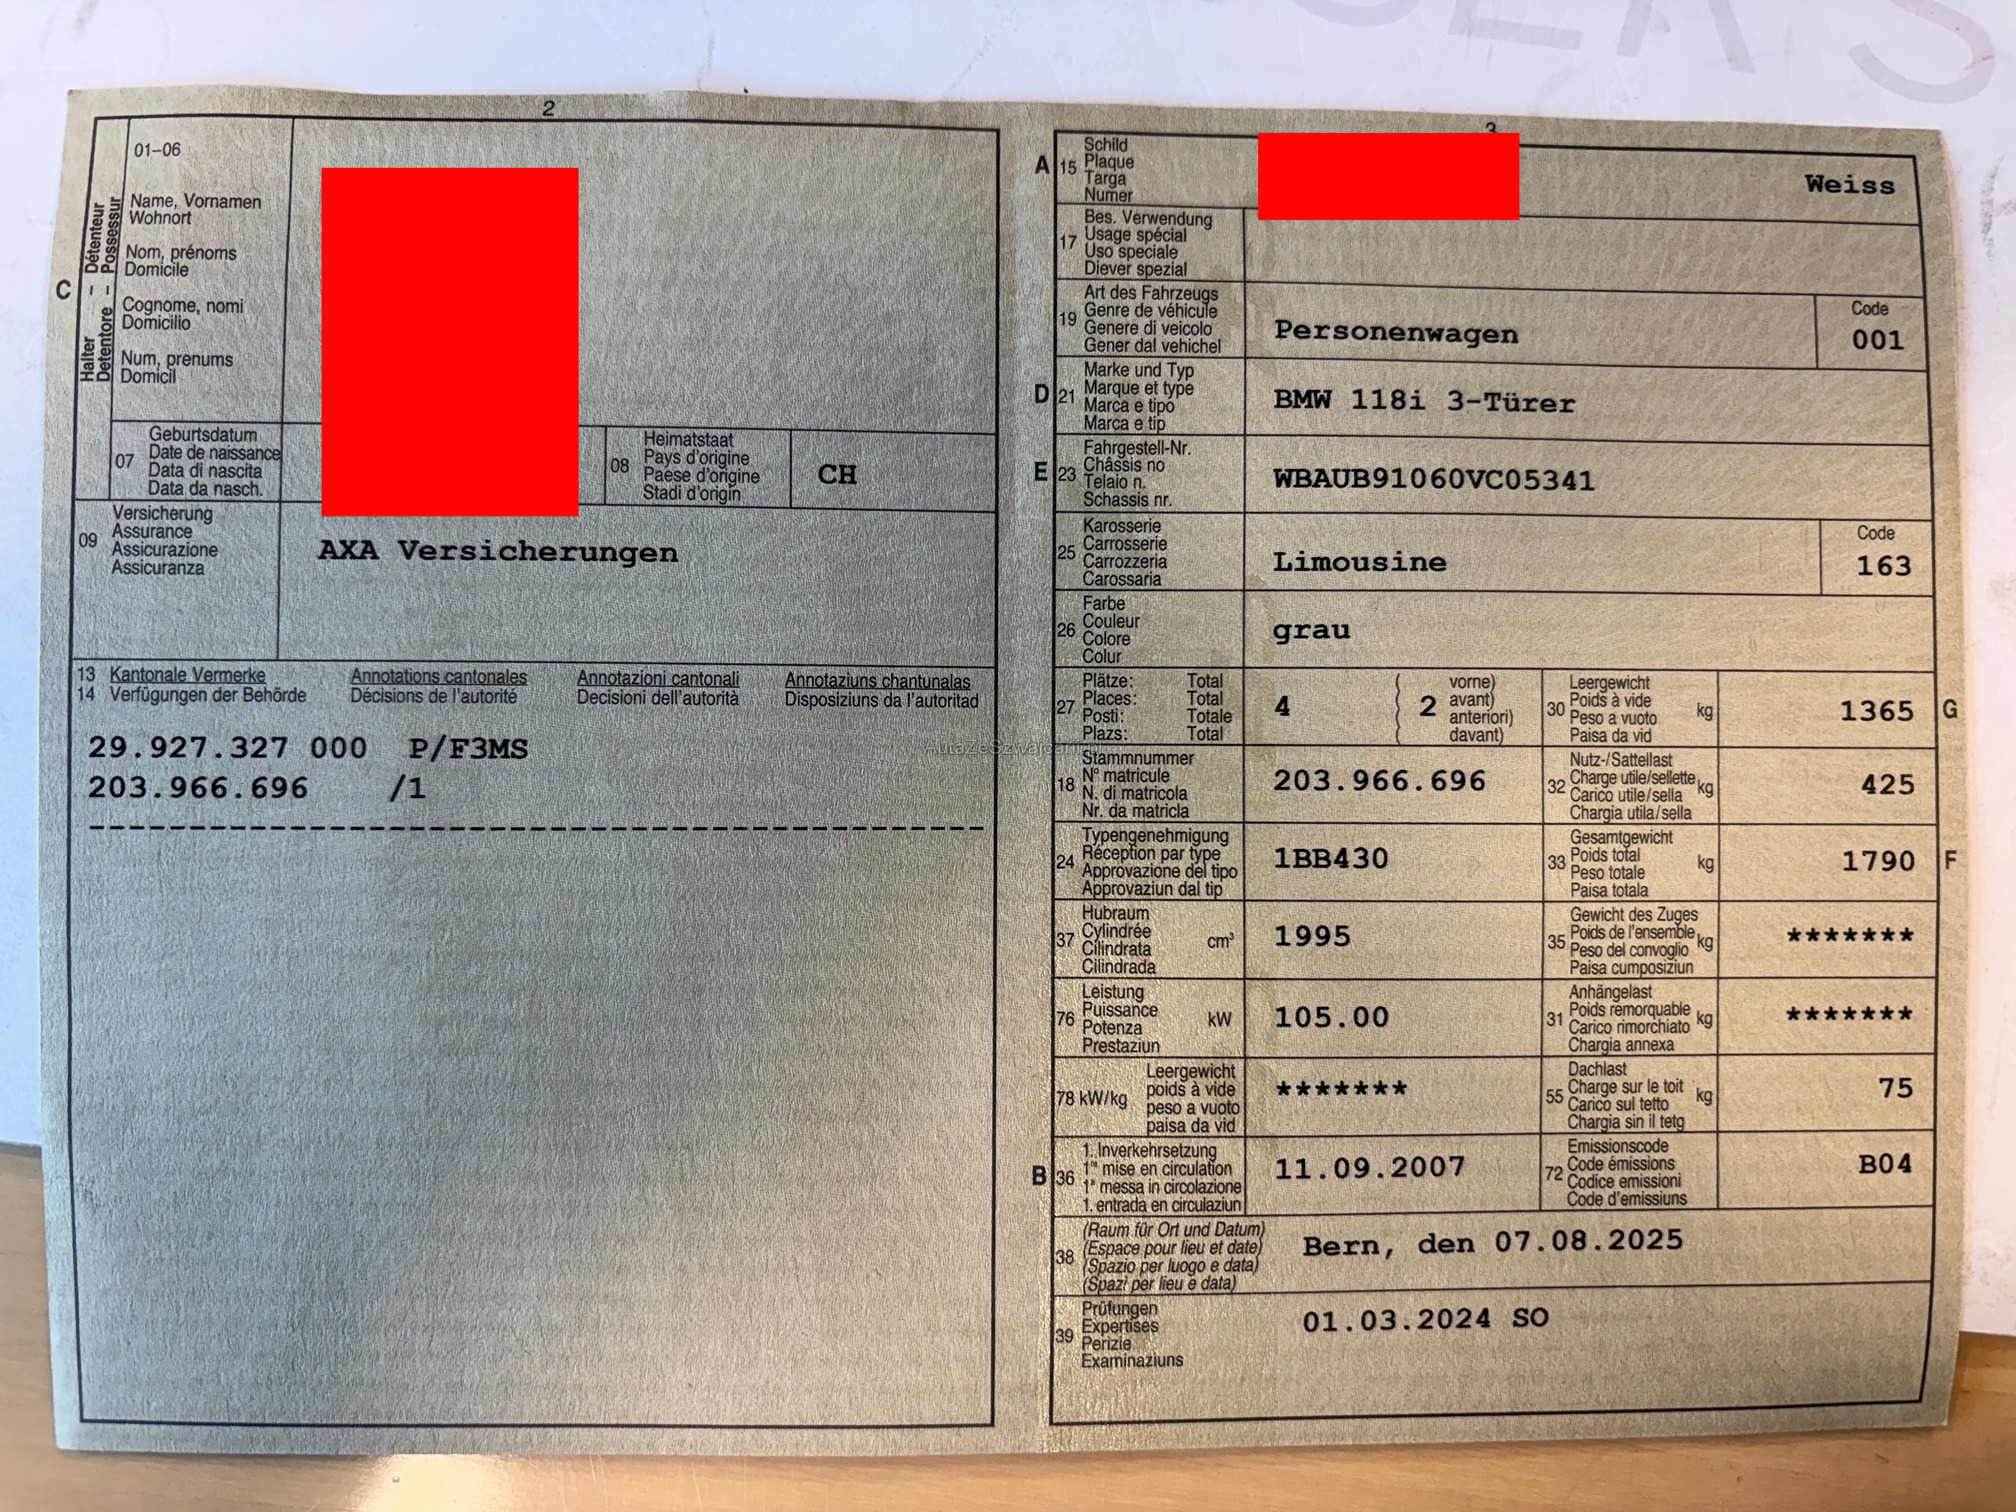 2
01–06
Name, Vornamen
Wohnort
Nom, prénoms
Domicile
Cognome, nomi
Domicilio
Num, prenums
Domicil
C
Halter -- Détenteur
Detentore -- Possessur
07
Geburtsdatum
Date de naissance
Data di nascita
Data da nasch.
08
Heimatstaat
Pays d'origine
Paese d'origine
Stadi d'origin
CH
09
Versicherung
Assurance
Assicurazione
Assicuranza
AXA Versicherungen
13 Kantonale Vermerke Annotations cantonales Annotazioni cantonali Annotaziuns chantunalas
14 Verfügungen der Behörde Décisions de l'autorité Decisioni dell'autorità Disposiziuns da l'autoritad
29.927.327 000 P/F3MS
203.966.696 /1
3
A 15
Schild
Plaque
Targa
Numer
Weiss
17
Bes. Verwendung
Usage spécial
Uso speciale
Diever spezial
19
Art des Fahrzeugs
Genre de véhicule
Genere di veicolo
Gener dal vehichel
Personenwagen
Code
001
D 21
Marke und Typ
Marque et type
Marca e tipo
Marca e tip
BMW 118i 3-Türer
E 23
Fahrgestell-Nr.
Châssis no
Telaio n.
Schassis nr.
WBAUB91060VC05341
25
Karosserie
Carrosserie
Carrozzeria
Carossaria
Limousine
Code
163
26
Farbe
Couleur
Colore
Colur
grau
27
Plätze: Total
Places: Total
Posti: Totale
Plazs: Total
4
( 2 vorne)
( avant)
( anteriori)
( davant)
30
Leergewicht
Poids à vide
Peso a vuoto
Paisa da vid
kg
1365
G
18
Stammnummer
N° matricule
N. di matricola
Nr. da matricla
203.966.696
32
Nutz-/Sattellast
Charge utile/sellette
Carico utile/sella
Chargia utila/sella
kg
425
24
Typengenehmigung
Réception par type
Approvazione del tipo
Approvaziun dal tip
1BB430
33
Gesamtgewicht
Poids total
Peso totale
Paisa totala
kg
1790
F
37
Hubraum
Cylindrée
Cilindrata
Cilindrada
cm³
1995
35
Gewicht des Zuges
Poids de l'ensemble
Peso del convoglio
Paisa cumposiziun
kg
*******
76
Leistung
Puissance
Potenza
Prestaziun
kW
105.00
31
Anhängelast
Poids remorquable
Carico rimorchiato
Chargia annexa
kg
*******
78 kW/kg
Leergewicht
poids à vide
peso a vuoto
paisa da vid
*******
55
Dachlast
Charge sur le toit
Carico sul tetto
Chargia sin il tetg
kg
75
B 36
1. Inverkehrsetzung
1re mise en circulation
1a messa in circolazione
1. entrada en circulaziun
11.09.2007
72
Emissionscode
Code émissions
Codice emissioni
Code d'emissiuns
B04
38
(Raum für Ort und Datum)
(Espace pour lieu et date)
(Spazio per luogo e data)
(Spazi per lieu e data)
Bern, den 07.08.2025
39
Prüfungen
Expertises
Perizie
Examinaziuns
01.03.2024 SO